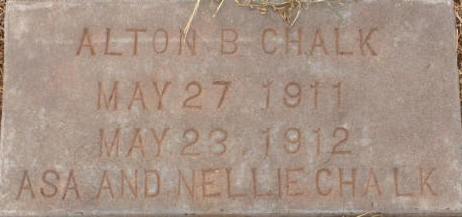 ALTON B CHALK
MAY 27 1911
MAY 23 1912
ASA AND NELLIE CHALK